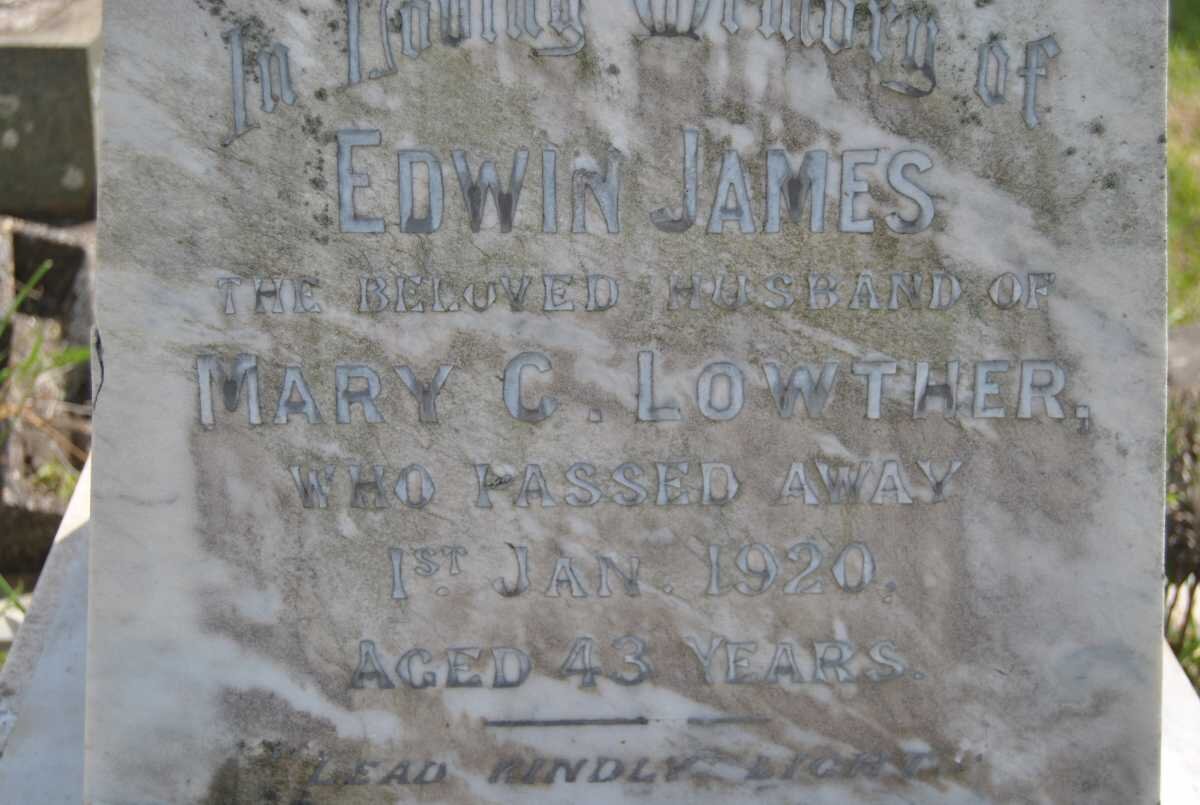 In Loving Memory of
EDWIN JAMES
THE BELOVED HUSBAND OF
MARY C. LOWTHER,
WHO PASSED AWAY
1ST. JAN. 1920,
AGED 43 YEARS.
"LEAD KINDLY LIGHT."